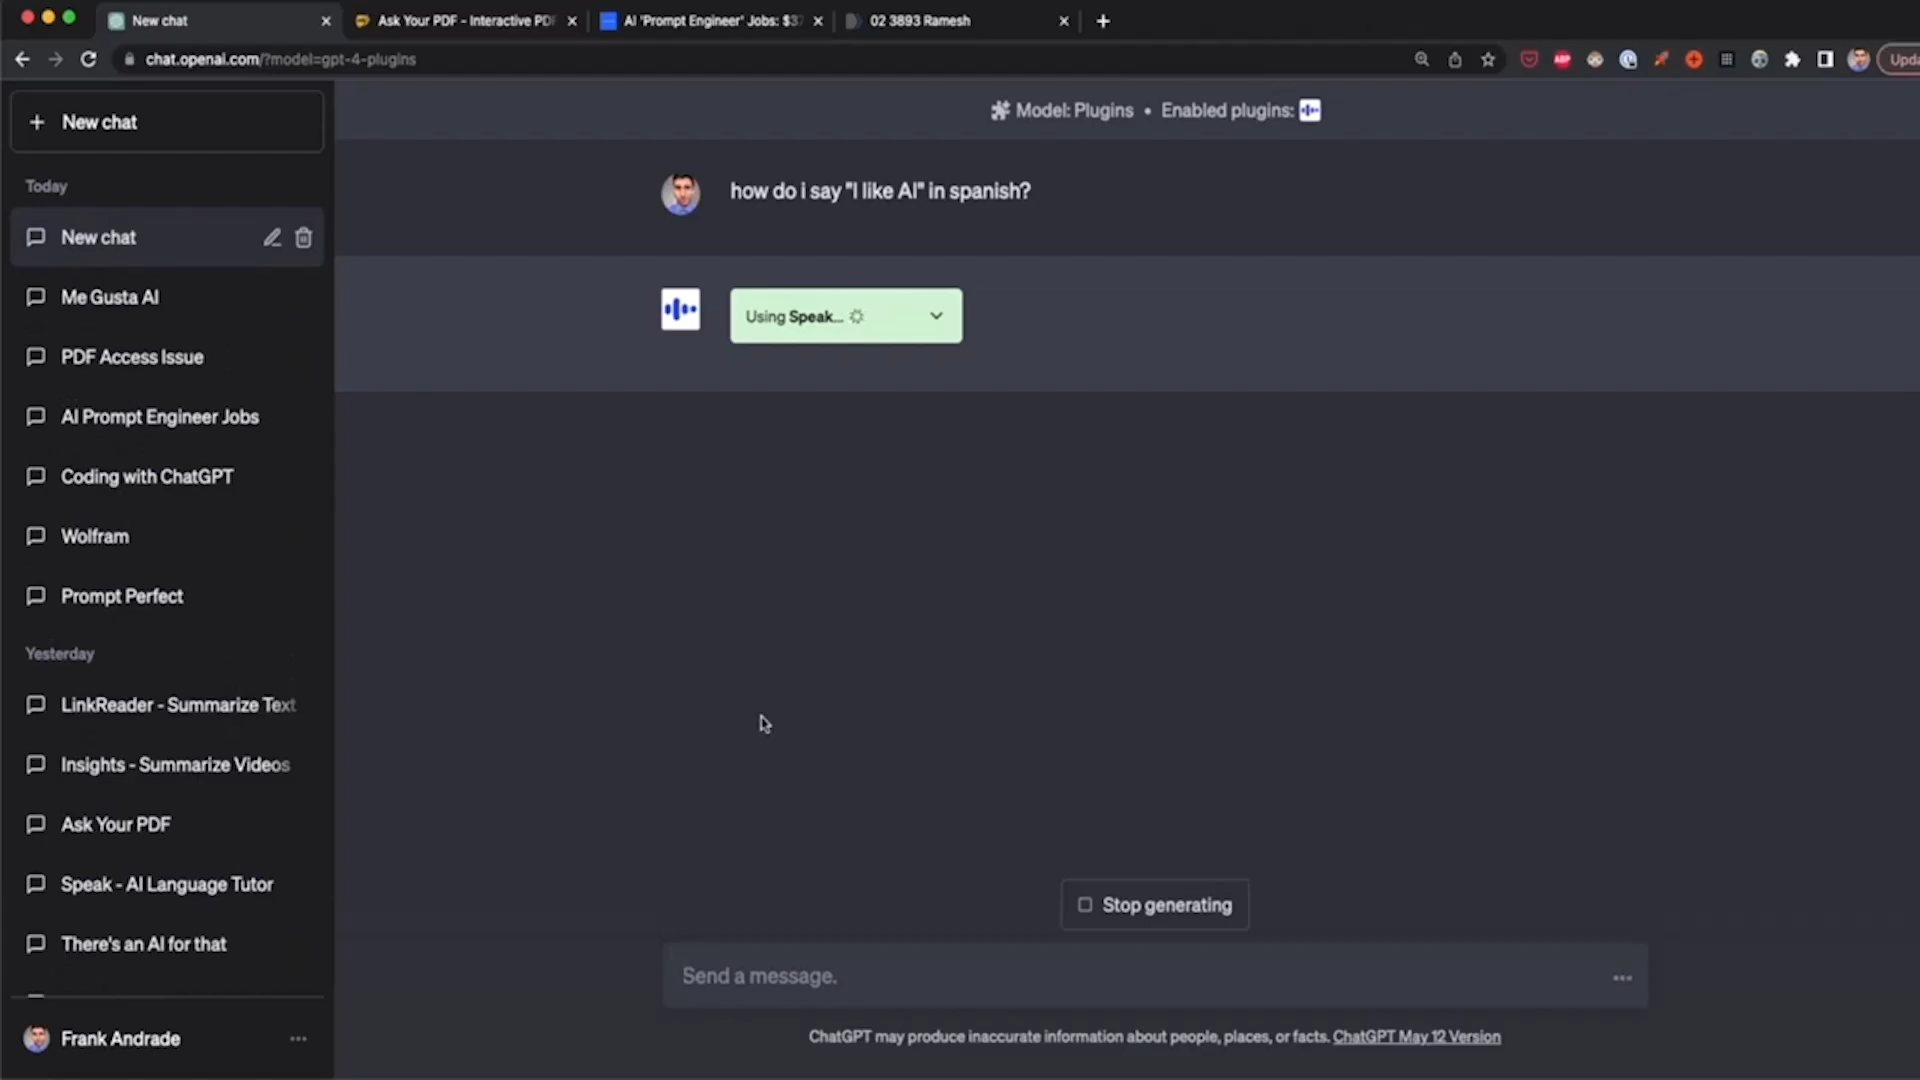 New chat
Ask Your PDF - Interactive PDF
AI 'Prompt Engineer' Jobs: $37
02 3893 Ramesh
chat.openai.com/?model=gpt-4-plugins
ABP
Upda
New chat
Model: Plugins • Enabled plugins:
Today
how do i say "I like AI" in spanish?
New chat
Me Gusta AI
Using Speak...
PDF Access Issue
AI Prompt Engineer Jobs
Coding with ChatGPT
Wolfram
Prompt Perfect
Yesterday
LinkReader - Summarize Text
Insights - Summarize Videos
Ask Your PDF
Speak - AI Language Tutor
Stop generating
There's an AI for that
Send a message.
Frank Andrade
ChatGPT may produce inaccurate information about people, places, or facts. ChatGPT May 12 Version